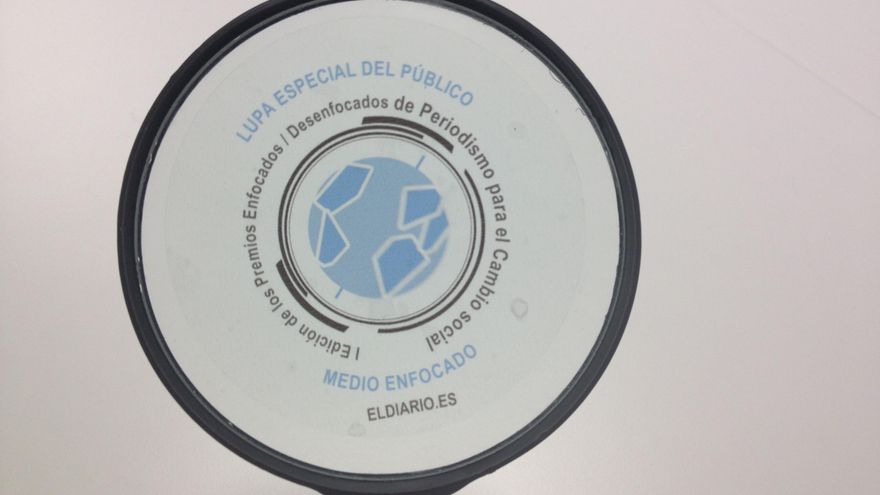 LUPA ESPECIAL DEL PÚBLICO
I Edición de los Premios Enfocados / Desenfocados de Periodismo para el Cambio social
MEDIO ENFOCADO
ELDIARIO.ES